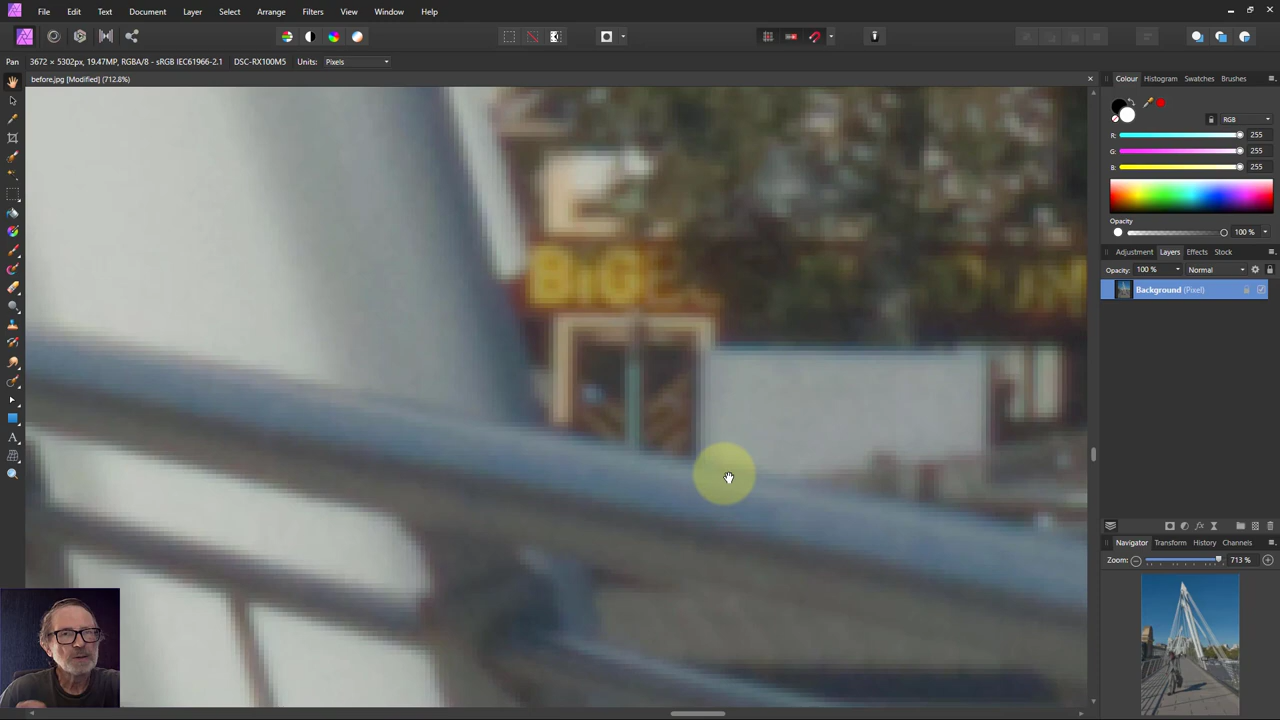 File Edit Text Document Layer Select Arrange Filters View Window Help
Pan 3672 × 5302px, 19.47MP, RGBA/8 - sRGB IEC61966-2.1 DSC-RX100M5 Units: Pixels
before.jpg [Modified] (712.8%)
Colour Histogram Swatches Brushes
RGB
R: 255
G: 255
B: 255
Opacity
100 %
Adjustment Layers Effects Stock
Opacity: 100 % Normal
Background (Pixel)
BiG
Navigator Transform History Channels
Zoom: 713 %